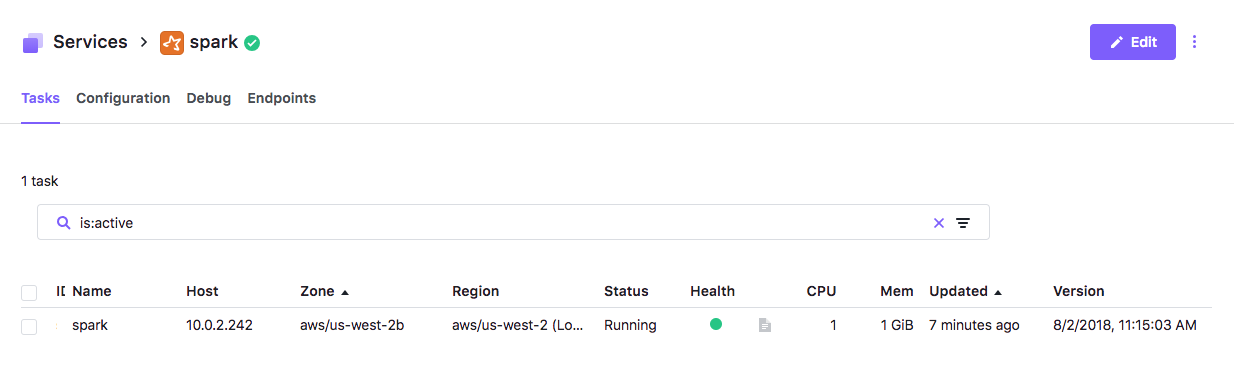 Services > spark
Edit
Tasks Configuration Debug Endpoints
1 task
is:active
ID Name Host Zone Region Status Health CPU Mem Updated Version
spark 10.0.2.242 aws/us-west-2b aws/us-west-2 (Lo... Running 1 1 GiB 7 minutes ago 8/2/2018, 11:15:03 AM